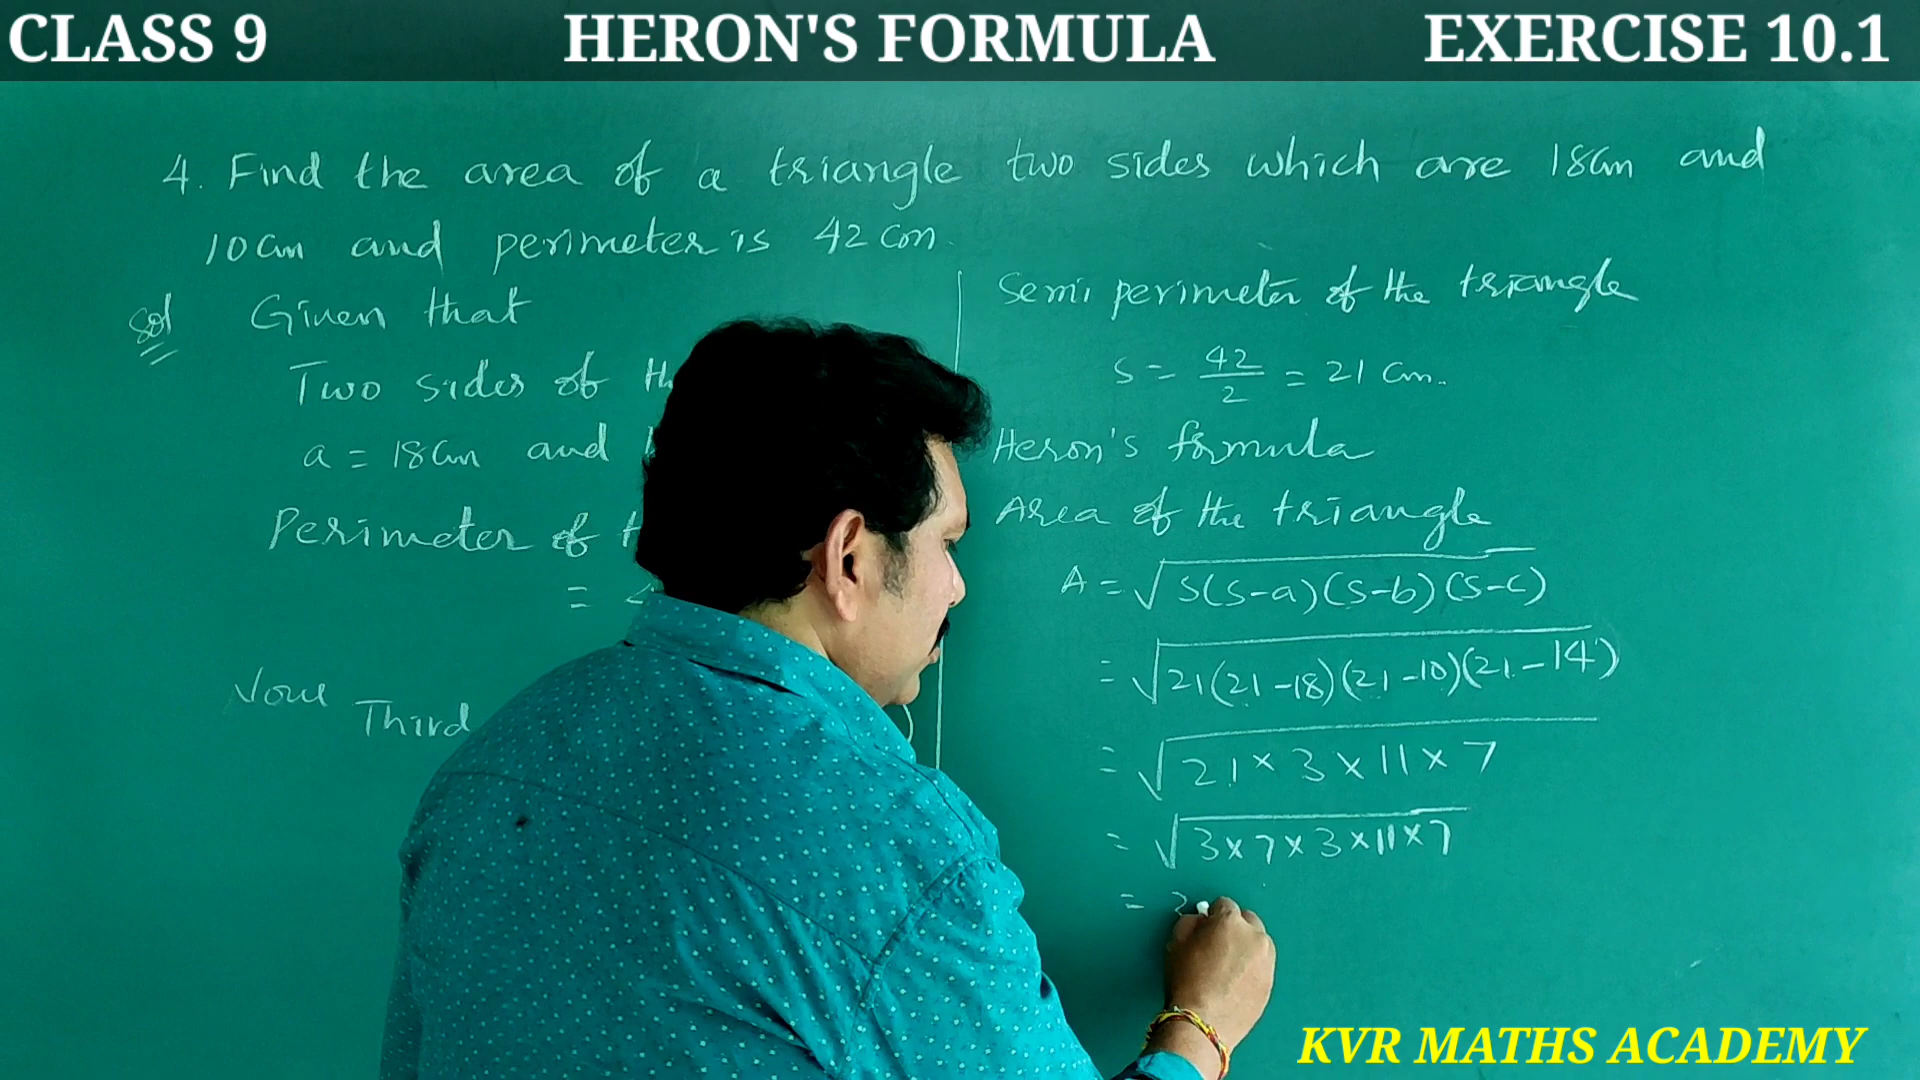 CLASS 9 HERON'S FORMULA EXERCISE 10.1
4. Find the area of a triangle two sides which are 18cm and
10cm and perimeter is 42 cm.
Sol Given that
Two sides of
a = 18cm and
Perimeter of
=
Third
Semi perimeter of the triangle
S = 42/2 = 21 cm.
Heron's formula
Area of the triangle
A = √S(S-a)(S-b)(S-c)
= √21(21-18)(21-10)(21-14)
= √21×3×11×7
= √3×7×3×11×7
= 3
KVR MATHS ACADEMY